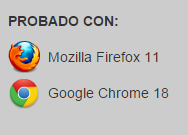 PROBADO CON:
Mozilla Firefox 11
Google Chrome 18